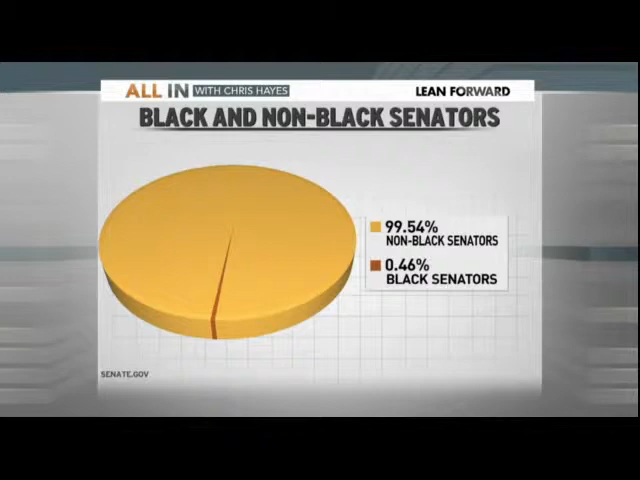 ALL IN WITH CHRIS HAYES LEAN FORWARD
BLACK AND NON-BLACK SENATORS
99.54%
NON-BLACK SENATORS
0.46%
BLACK SENATORS
SENATE.GOV